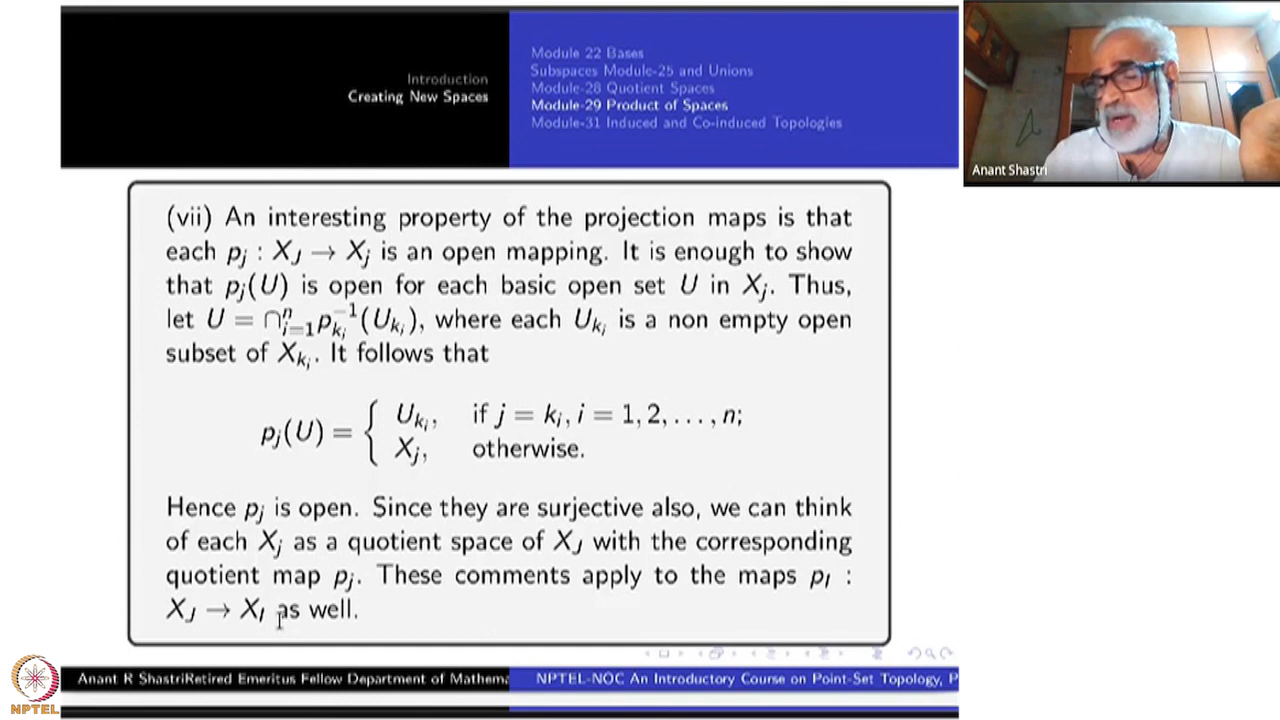 Introduction
Creating New Spaces
Module 22 Bases
Subspaces Module-25 and Unions
Module-28 Quotient Spaces
Module-29 Product of Spaces
Module-31 Induced and Co-induced Topologies
Anant Shastri
(vii) An interesting property of the projection maps is that
each p_j : X_J → X_j is an open mapping. It is enough to show
that p_j(U) is open for each basic open set U in X_j. Thus,
let U = ∩_{i=1}^n p_{k_i}^{-1}(U_{k_i}), where each U_{k_i} is a non empty open
subset of X_{k_i}. It follows that
p_j(U) = { U_{k_i}, if j = k_i, i = 1, 2, . . . , n;
X_j, otherwise.
Hence p_j is open. Since they are surjective also, we can think
of each X_j as a quotient space of X_J with the corresponding
quotient map p_j. These comments apply to the maps p_I :
X_J → X_I as well.
Anant R ShastriRetired Emeritus Fellow Department of Mathema
NPTEL-NOC An Introductory Course on Point-Set Topology, P
NPTEL